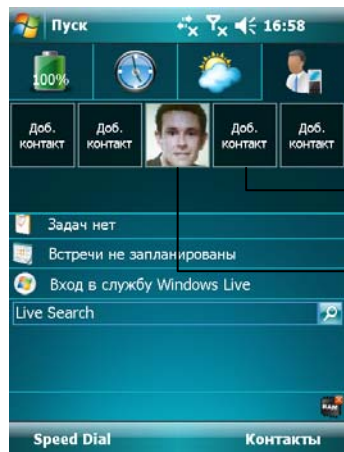 Пуск 16:58
100%
Доб. контакт Доб. контакт Доб. контакт Доб. контакт
Задач нет
Встречи не запланированы
Вход в службу Windows Live
Live Search
RAM
Speed Dial Контакты